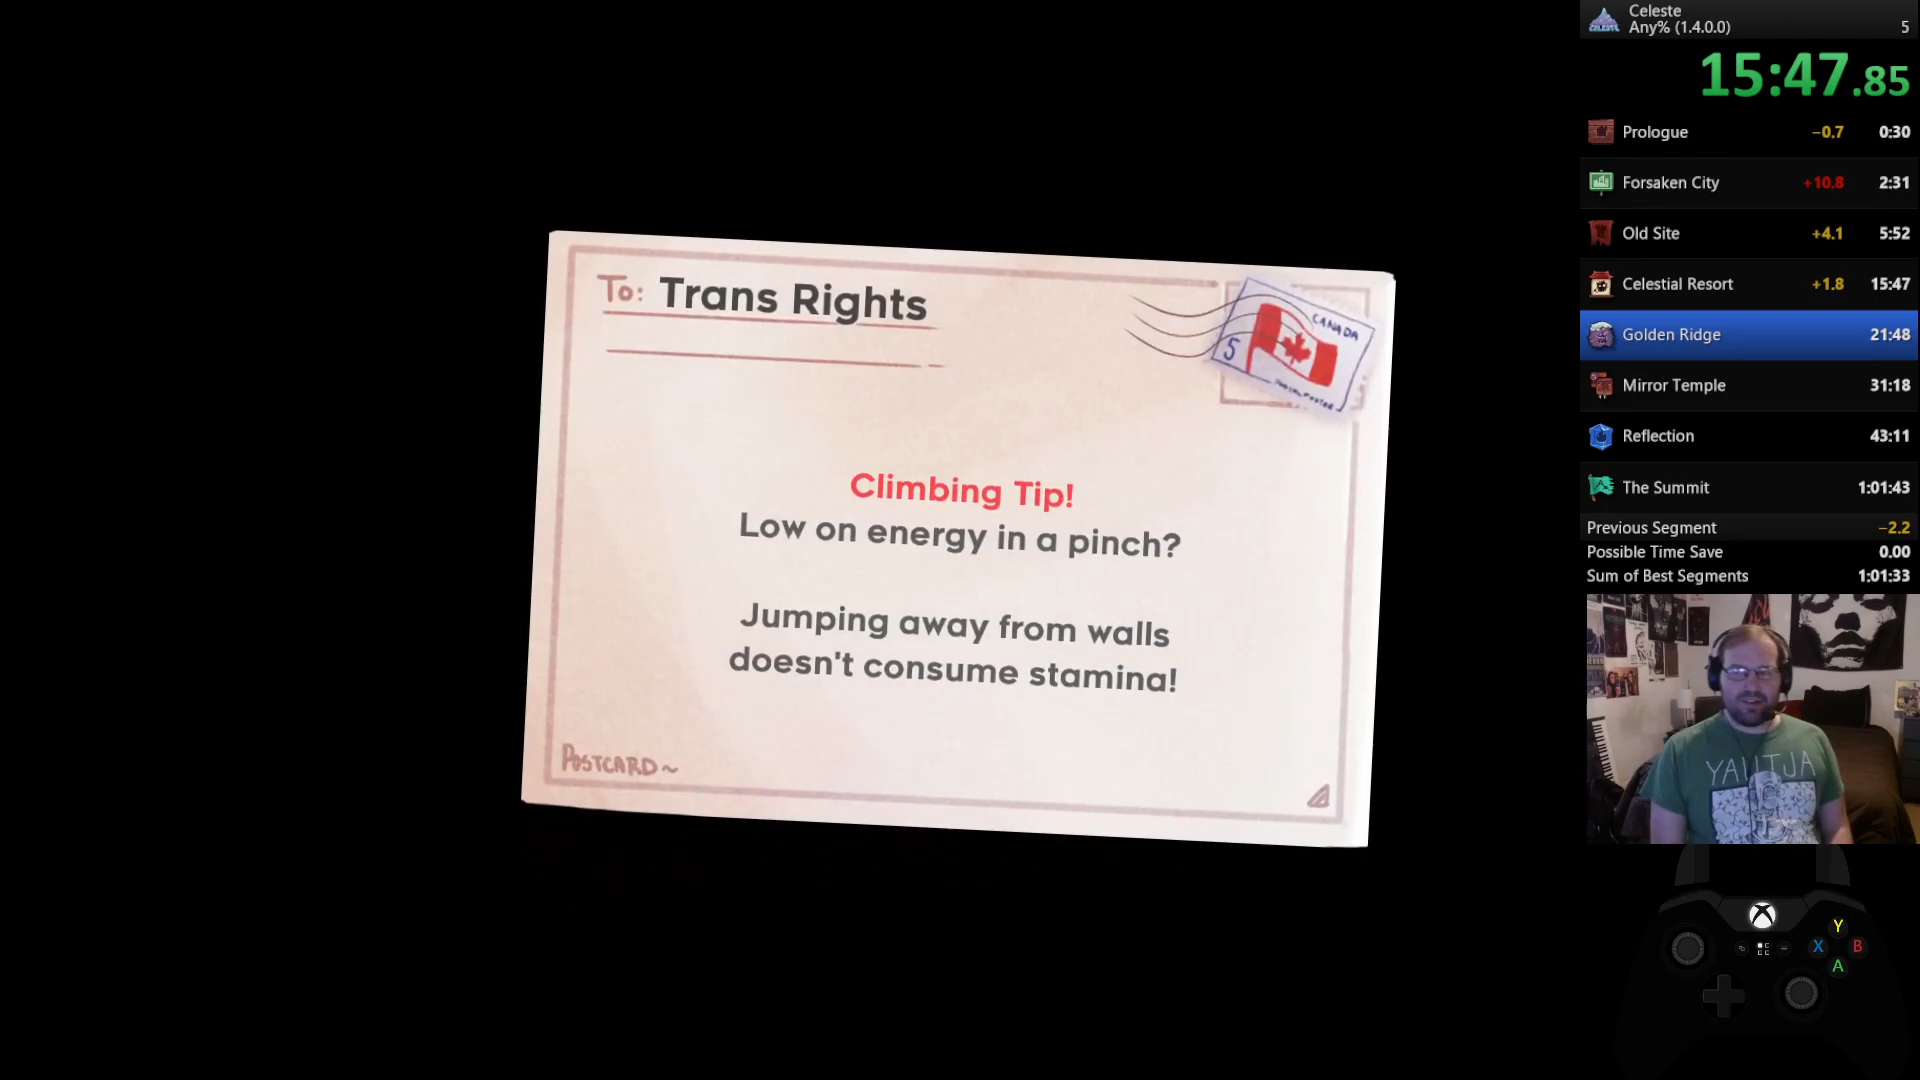 Celeste
Any% (1.4.0.0)
5
15:47.85
Prologue −0.7 0:30
Forsaken City +10.8 2:31
Old Site +4.1 5:52
Celestial Resort +1.8 15:47
Golden Ridge 21:48
Mirror Temple 31:18
Reflection 43:11
The Summit 1:01:43
Previous Segment −2.2
Possible Time Save 0.00
Sum of Best Segments 1:01:33
To: Trans Rights
CANADA
5
Climbing Tip!
Low on energy in a pinch?
Jumping away from walls
doesn't consume stamina!
POSTCARD~
YAUTJA
Y
X B
A